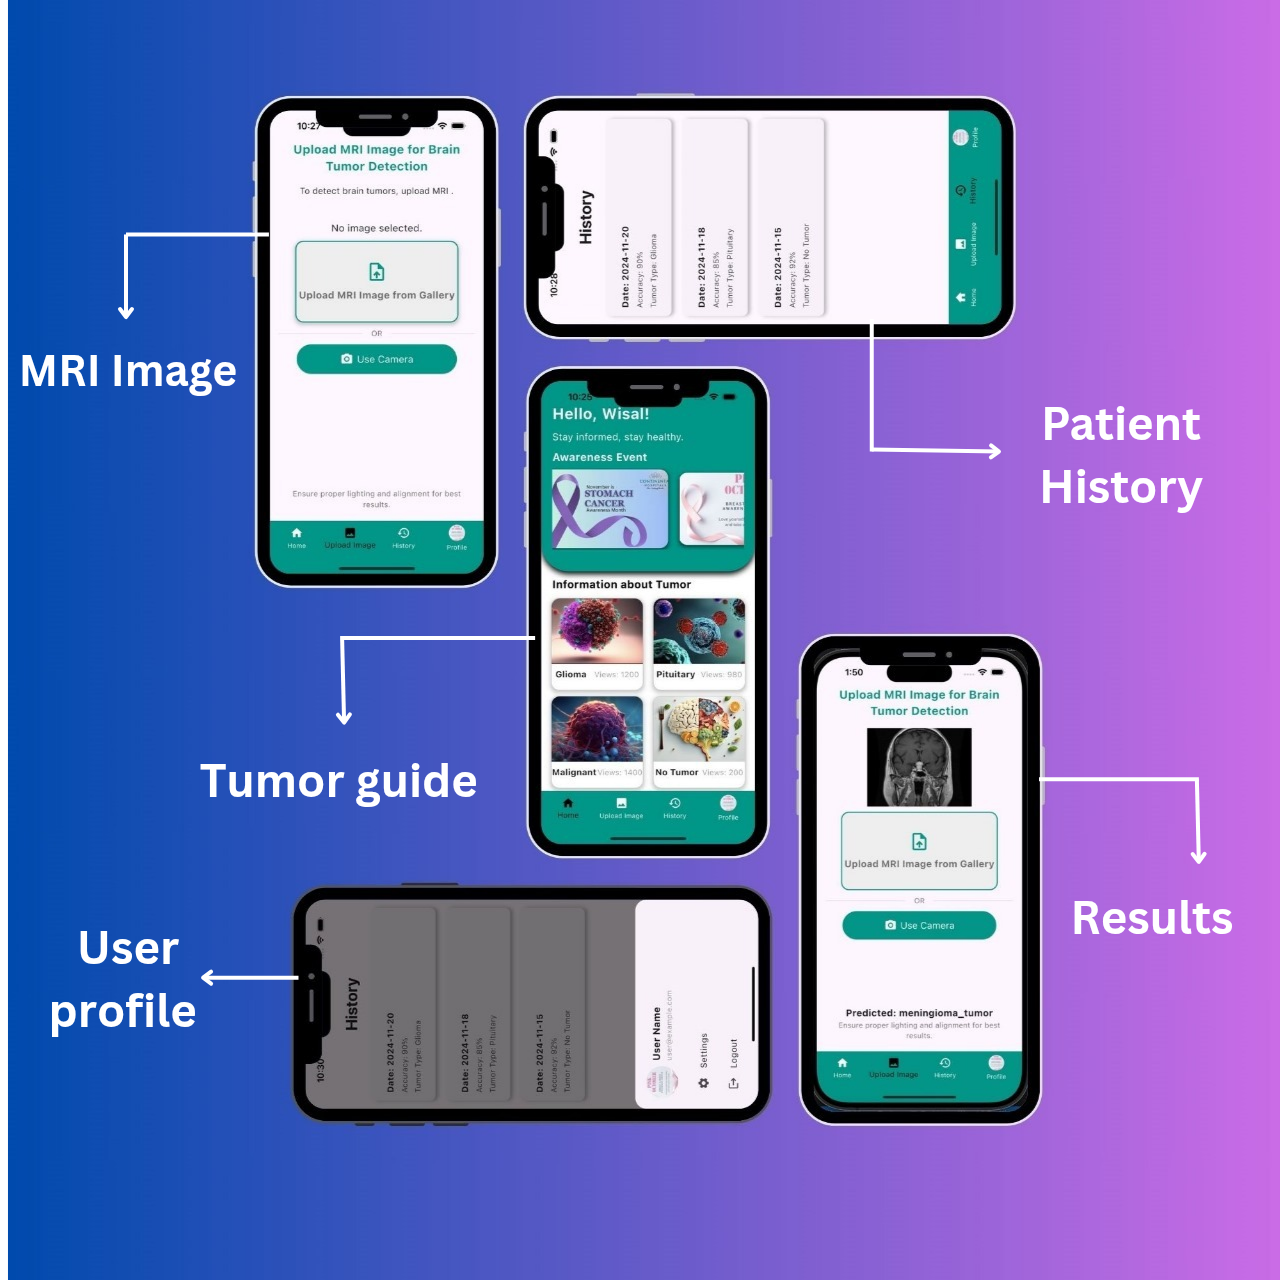 MRI Image
10:27
Upload MRI Image for Brain
Tumor Detection
To detect brain tumors, upload MRI .
No image selected.
Upload MRI Image from Gallery
OR
Use Camera
Ensure proper lighting and alignment for best
results.
Home
Upload Image
History
Profile
10:28
History
Date: 2024-11-20
Accuracy: 90%
Tumor Type: Glioma
Date: 2024-11-18
Accuracy: 85%
Tumor Type: Pituitary
Date: 2024-11-15
Accuracy: 92%
Tumor Type: No Tumor
Home
Upload Image
History
Profile
Patient
History
10:25
Hello, Wisal!
Stay informed, stay healthy.
Awareness Event
November is
STOMACH
CANCER
Awareness Month
Information about Tumor
Glioma Views: 1200
Pituitary Views: 980
Malignant Views: 1400
No Tumor Views: 200
Home
Upload Image
History
Profile
Tumor guide
1:50
Upload MRI Image for Brain
Tumor Detection
Upload MRI Image from Gallery
OR
Use Camera
Predicted: meningioma_tumor
Ensure proper lighting and alignment for best
results.
Home
Upload Image
History
Profile
Results
User
profile
10:30
History
Date: 2024-11-20
Accuracy: 90%
Tumor Type: Glioma
Date: 2024-11-18
Accuracy: 85%
Tumor Type: Pituitary
Date: 2024-11-15
Accuracy: 92%
Tumor Type: No Tumor
User Name
user@example.com
Settings
Logout